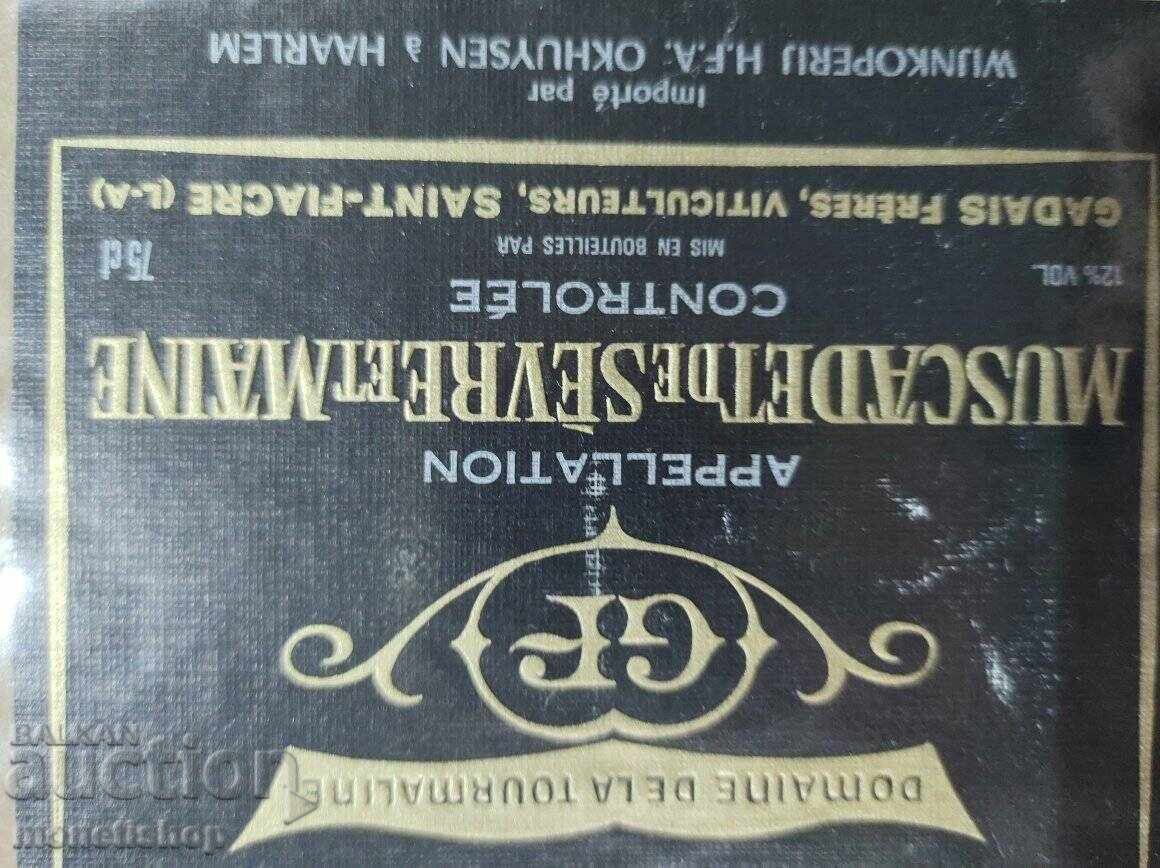 DOMAINE DE LA TOURMALINE
GF
APPELLATION
MUSCADET DE SÈVRE ET MAINE
CONTROLÉE
12% VOL.
75cl
MIS EN BOUTEILLES PAR
GADAIS FRÈRES, VITICULTEURS, SAINT-FIACRE (L-A)
Importé par
WIJNKOPERIJ H.F.A. OKHUYSEN à HAARLEM
BALKAN
auction
monetishop